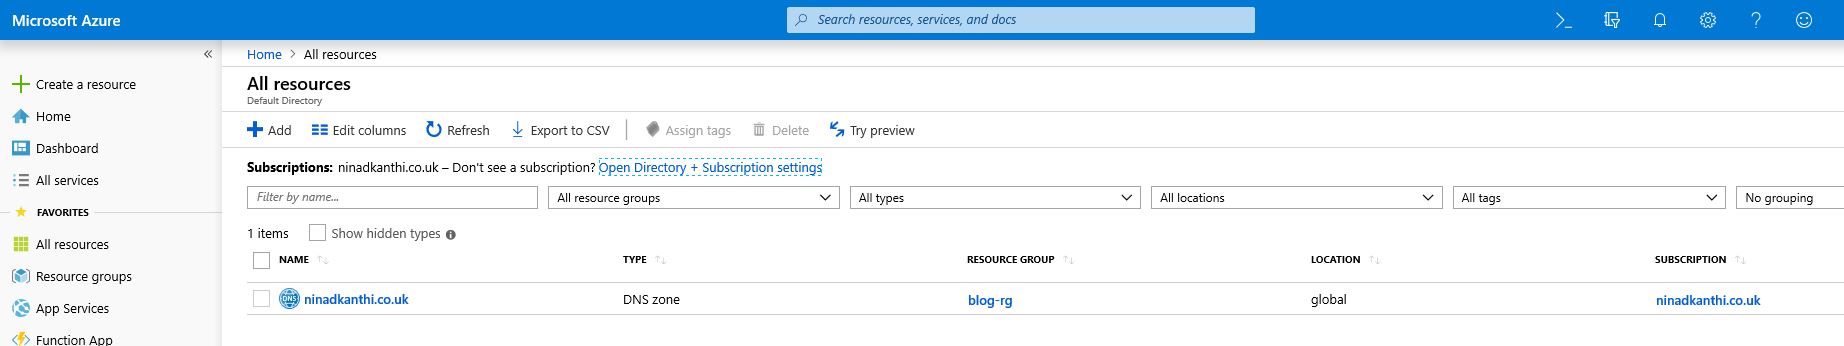 Microsoft Azure
Search resources, services, and docs
«
Create a resource
Home
Dashboard
All services
FAVORITES
All resources
Resource groups
App Services
Function App
Home > All resources
All resources
Default Directory
Add Edit columns Refresh Export to CSV Assign tags Delete Try preview
Subscriptions: ninadkanthi.co.uk – Don't see a subscription? Open Directory + Subscription settings
Filter by name... All resource groups All types All locations All tags No grouping
1 items Show hidden types
NAME TYPE RESOURCE GROUP LOCATION SUBSCRIPTION
DNS ninadkanthi.co.uk DNS zone blog-rg global ninadkanthi.co.uk